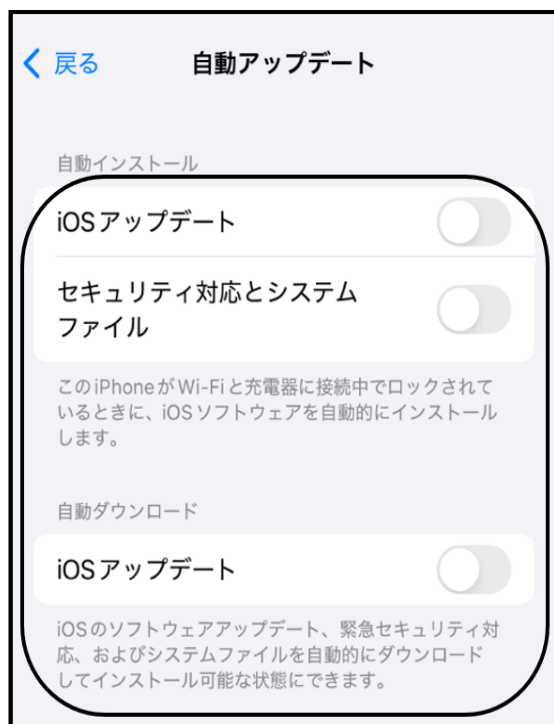 戻る
自動アップデート
自動インストール
iOSアップデート
セキュリティ対応とシステム
ファイル
このiPhoneがWi-Fiと充電器に接続中でロックされて
いるときに、iOSソフトウェアを自動的にインストール
します。
自動ダウンロード
iOSアップデート
iOSのソフトウェアアップデート、緊急セキュリティ対
応、およびシステムファイルを自動的にダウンロード
してインストール可能な状態にできます。